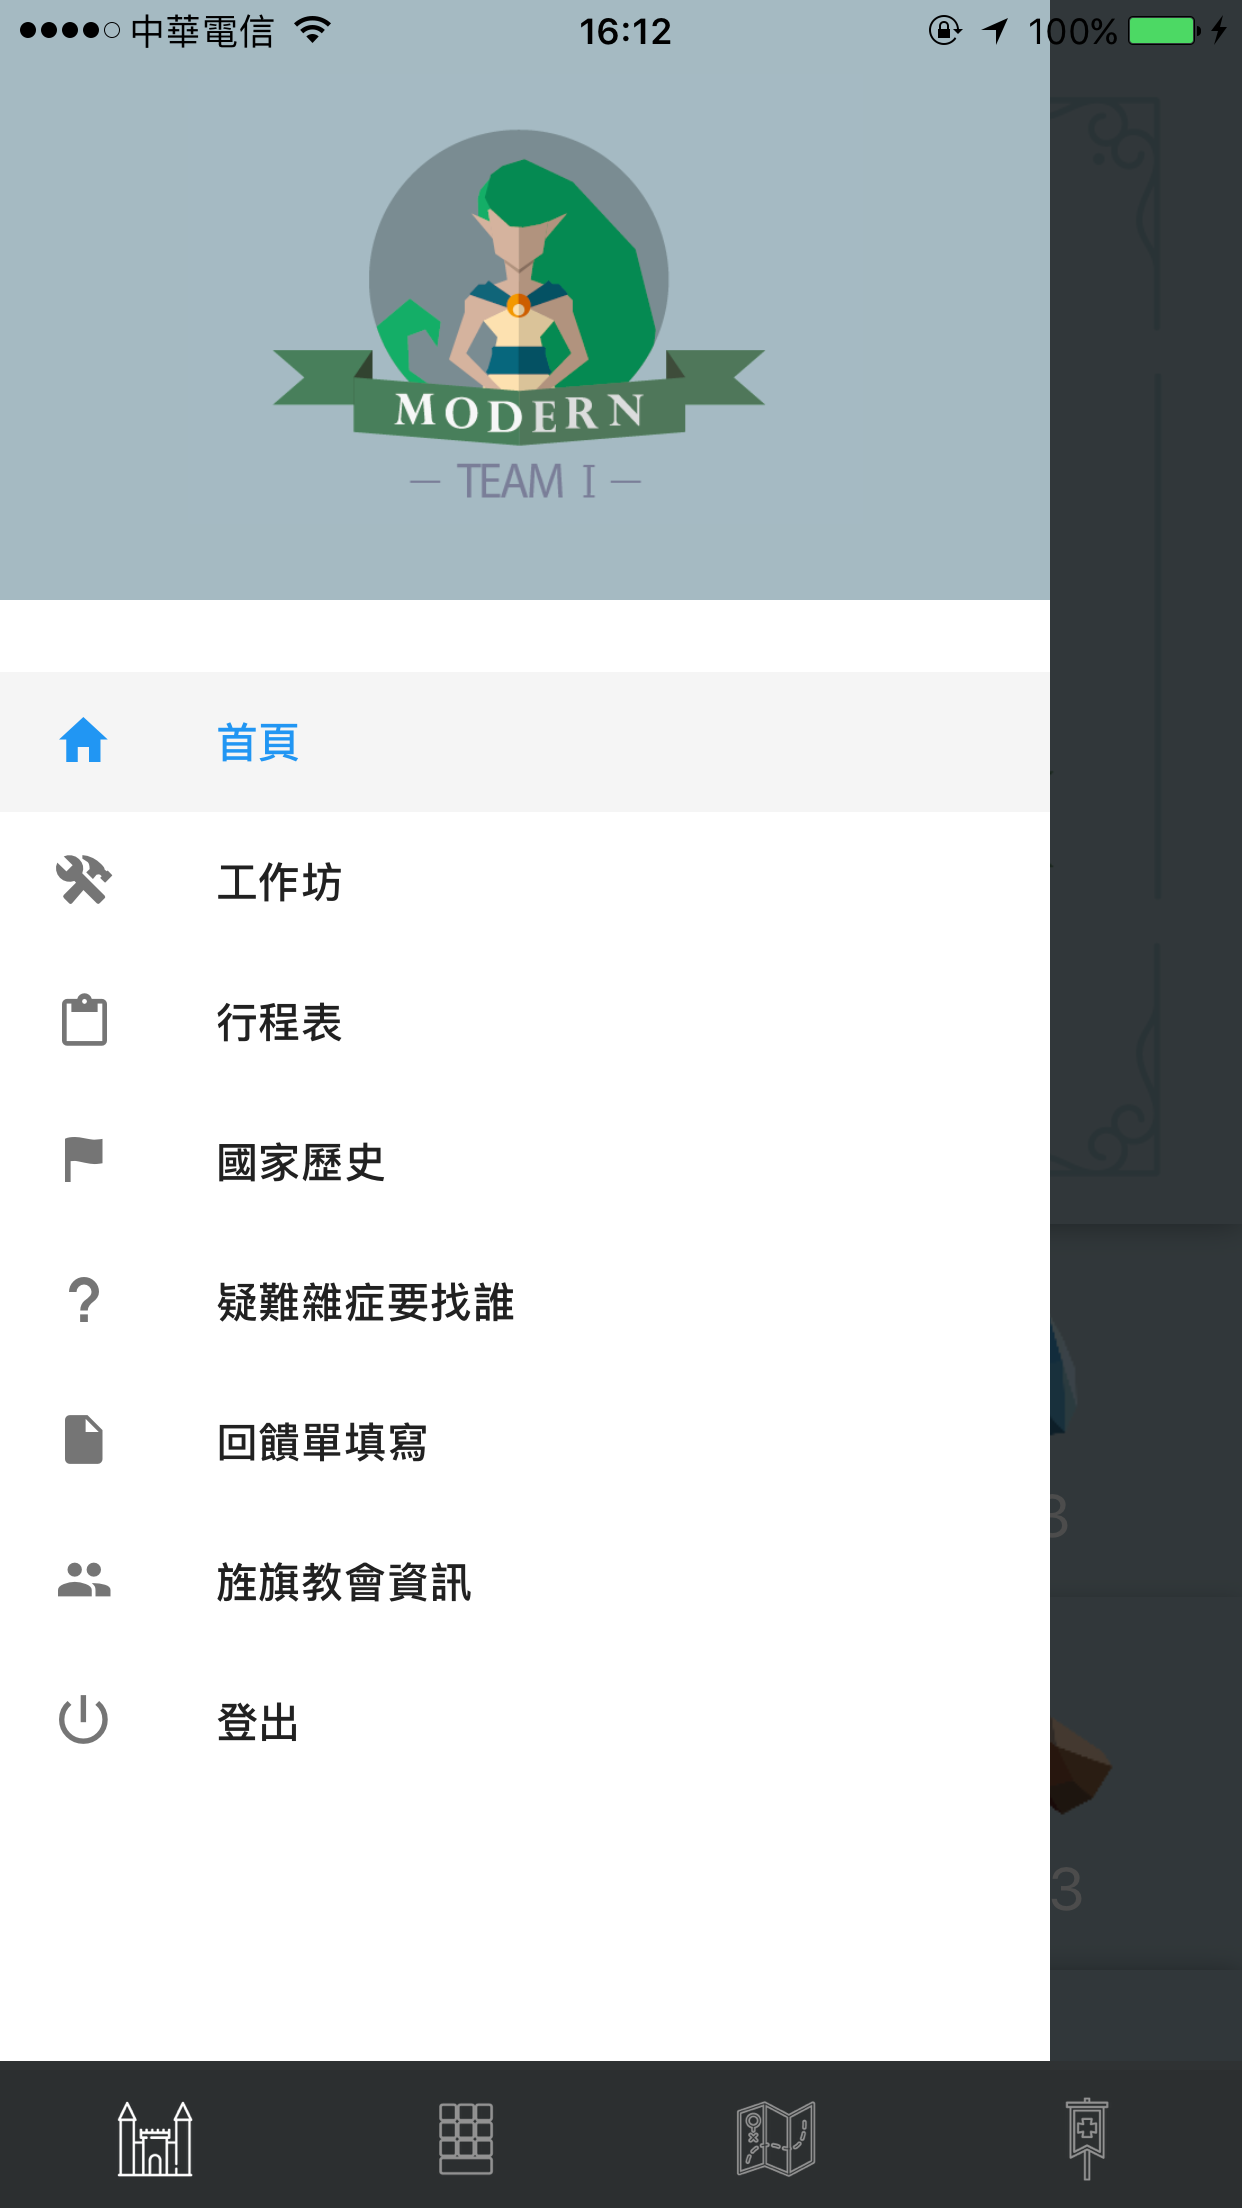 中華電信 16:12 100%
MODERN
TEAM I
首頁
工作坊
行程表
國家歷史
疑難雜症要找誰
回饋單填寫
3
旌旗教會資訊
登出
3